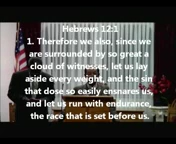 Hebrews 12:1
1. Therefore we also, since we
are surrounded by so great a
cloud of witnesses, let us lay
aside every weight, and the sin
that dose so easily ensnares us,
and let us run with endurance,
the race that is set before us.